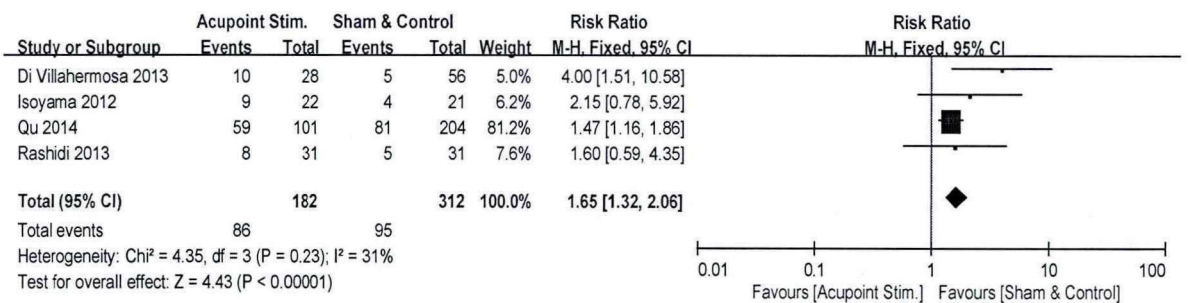 Acupoint Stim. Sham & Control Risk Ratio Risk Ratio
Study or Subgroup Events Total Events Total Weight M-H, Fixed, 95% CI M-H, Fixed, 95% CI
Di Villahermosa 2013 10 28 5 56 5.0% 4.00 [1.51, 10.58]
Isoyama 2012 9 22 4 21 6.2% 2.15 [0.78, 5.92]
Qu 2014 59 101 81 204 81.2% 1.47 [1.16, 1.86]
Rashidi 2013 8 31 5 31 7.6% 1.60 [0.59, 4.35]
Total (95% CI) 182 312 100.0% 1.65 [1.32, 2.06]
Total events 86 95
Heterogeneity: Chi² = 4.35, df = 3 (P = 0.23); I² = 31%
Test for overall effect: Z = 4.43 (P < 0.00001)
0.01 0.1 1 10 100
Favours [Acupoint Stim.] Favours [Sham & Control]